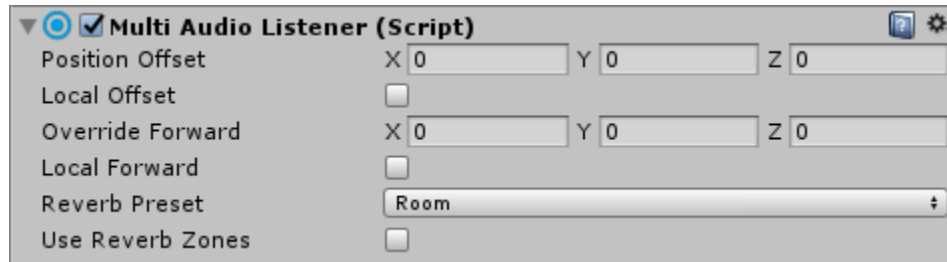 Multi Audio Listener (Script)
Position Offset X 0 Y 0 Z 0
Local Offset
Override Forward X 0 Y 0 Z 0
Local Forward
Reverb Preset Room
Use Reverb Zones